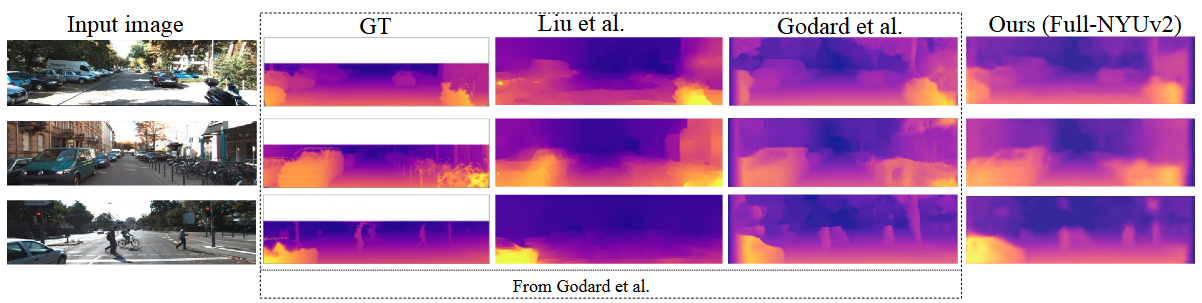 Input image
GT
Liu et al.
Godard et al.
Ours (Full-NYUv2)
From Godard et al.